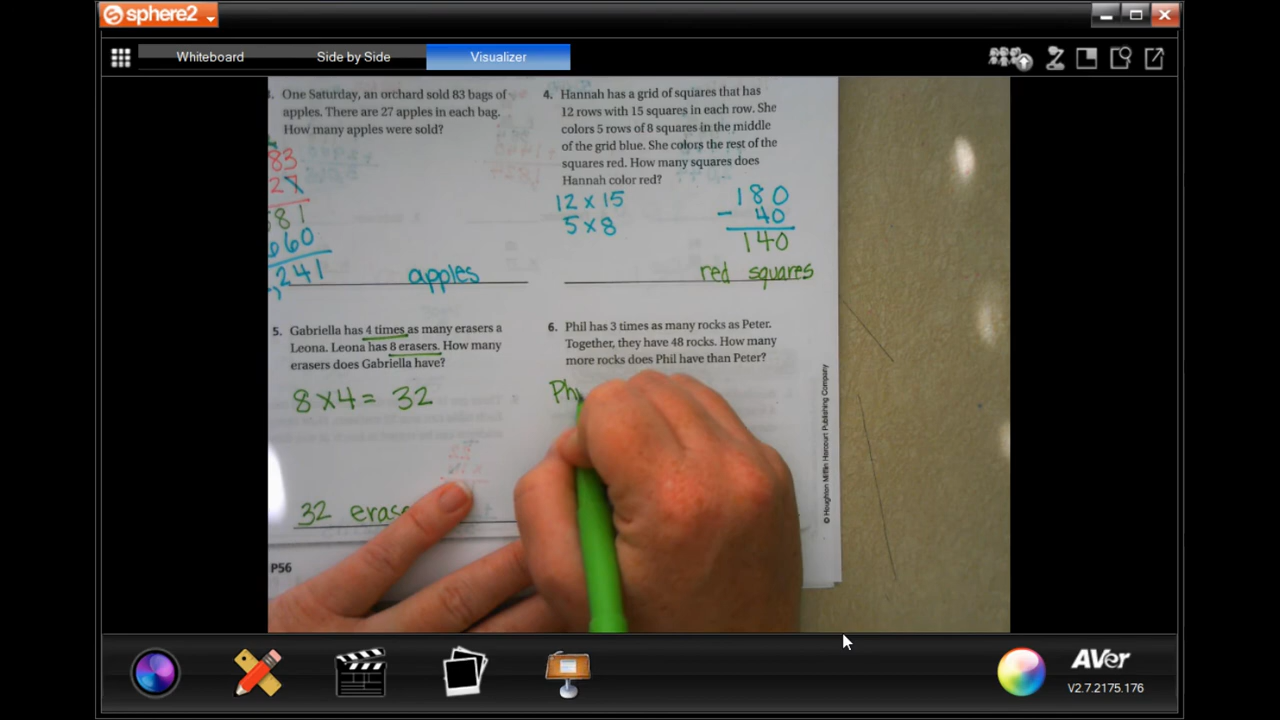 sphere2
Whiteboard
Side by Side
Visualizer
One Saturday, an orchard sold 83 bags of
apples. There are 27 apples in each bag.
How many apples were sold?
83
27
81
60
,241
apples
4. Hannah has a grid of squares that has
12 rows with 15 squares in each row. She
colors 5 rows of 8 squares in the middle
of the grid blue. She colors the rest of the
squares red. How many squares does
Hannah color red?
12 x 15
5 x 8
180
- 40
140
red squares
5. Gabriella has 4 times as many erasers a
Leona. Leona has 8 erasers. How many
erasers does Gabriella have?
8 x 4 = 32
32 eras
6. Phil has 3 times as many rocks as Peter.
Together, they have 48 rocks. How many
more rocks does Phil have than Peter?
Phi
© Houghton Mifflin Harcourt Publishing Company
P56
AVer
V2.7.2175.176